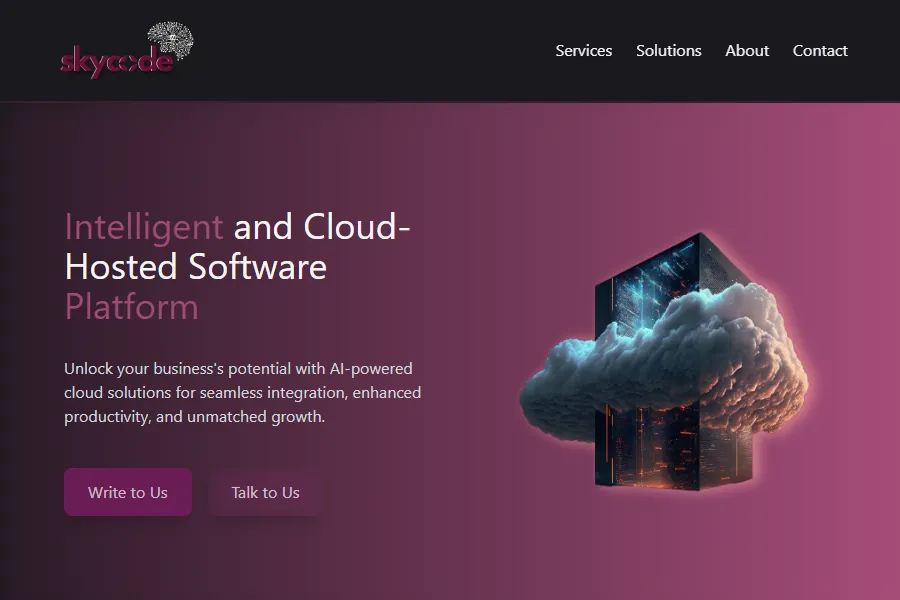 skycode
Services Solutions About Contact
Intelligent and Cloud-
Hosted Software
Platform
Unlock your business's potential with AI-powered
cloud solutions for seamless integration, enhanced
productivity, and unmatched growth.
Write to Us Talk to Us